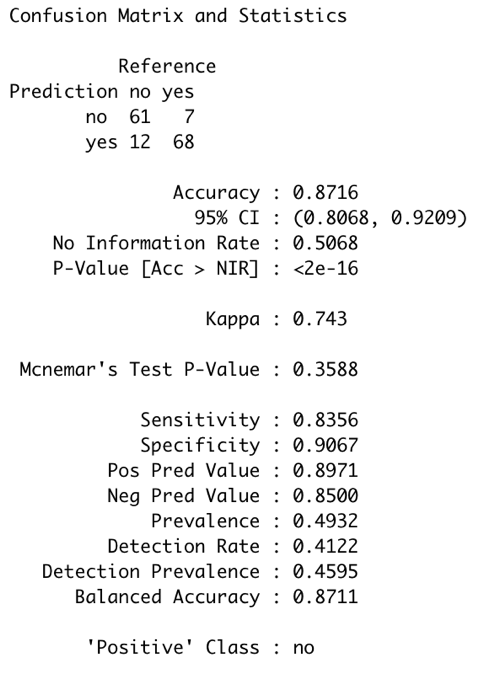 Confusion Matrix and Statistics
Reference
Prediction no yes
no 61 7
yes 12 68
Accuracy : 0.8716
95% CI : (0.8068, 0.9209)
No Information Rate : 0.5068
P-Value [Acc > NIR] : <2e-16
Kappa : 0.743
Mcnemar's Test P-Value : 0.3588
Sensitivity : 0.8356
Specificity : 0.9067
Pos Pred Value : 0.8971
Neg Pred Value : 0.8500
Prevalence : 0.4932
Detection Rate : 0.4122
Detection Prevalence : 0.4595
Balanced Accuracy : 0.8711
'Positive' Class : no